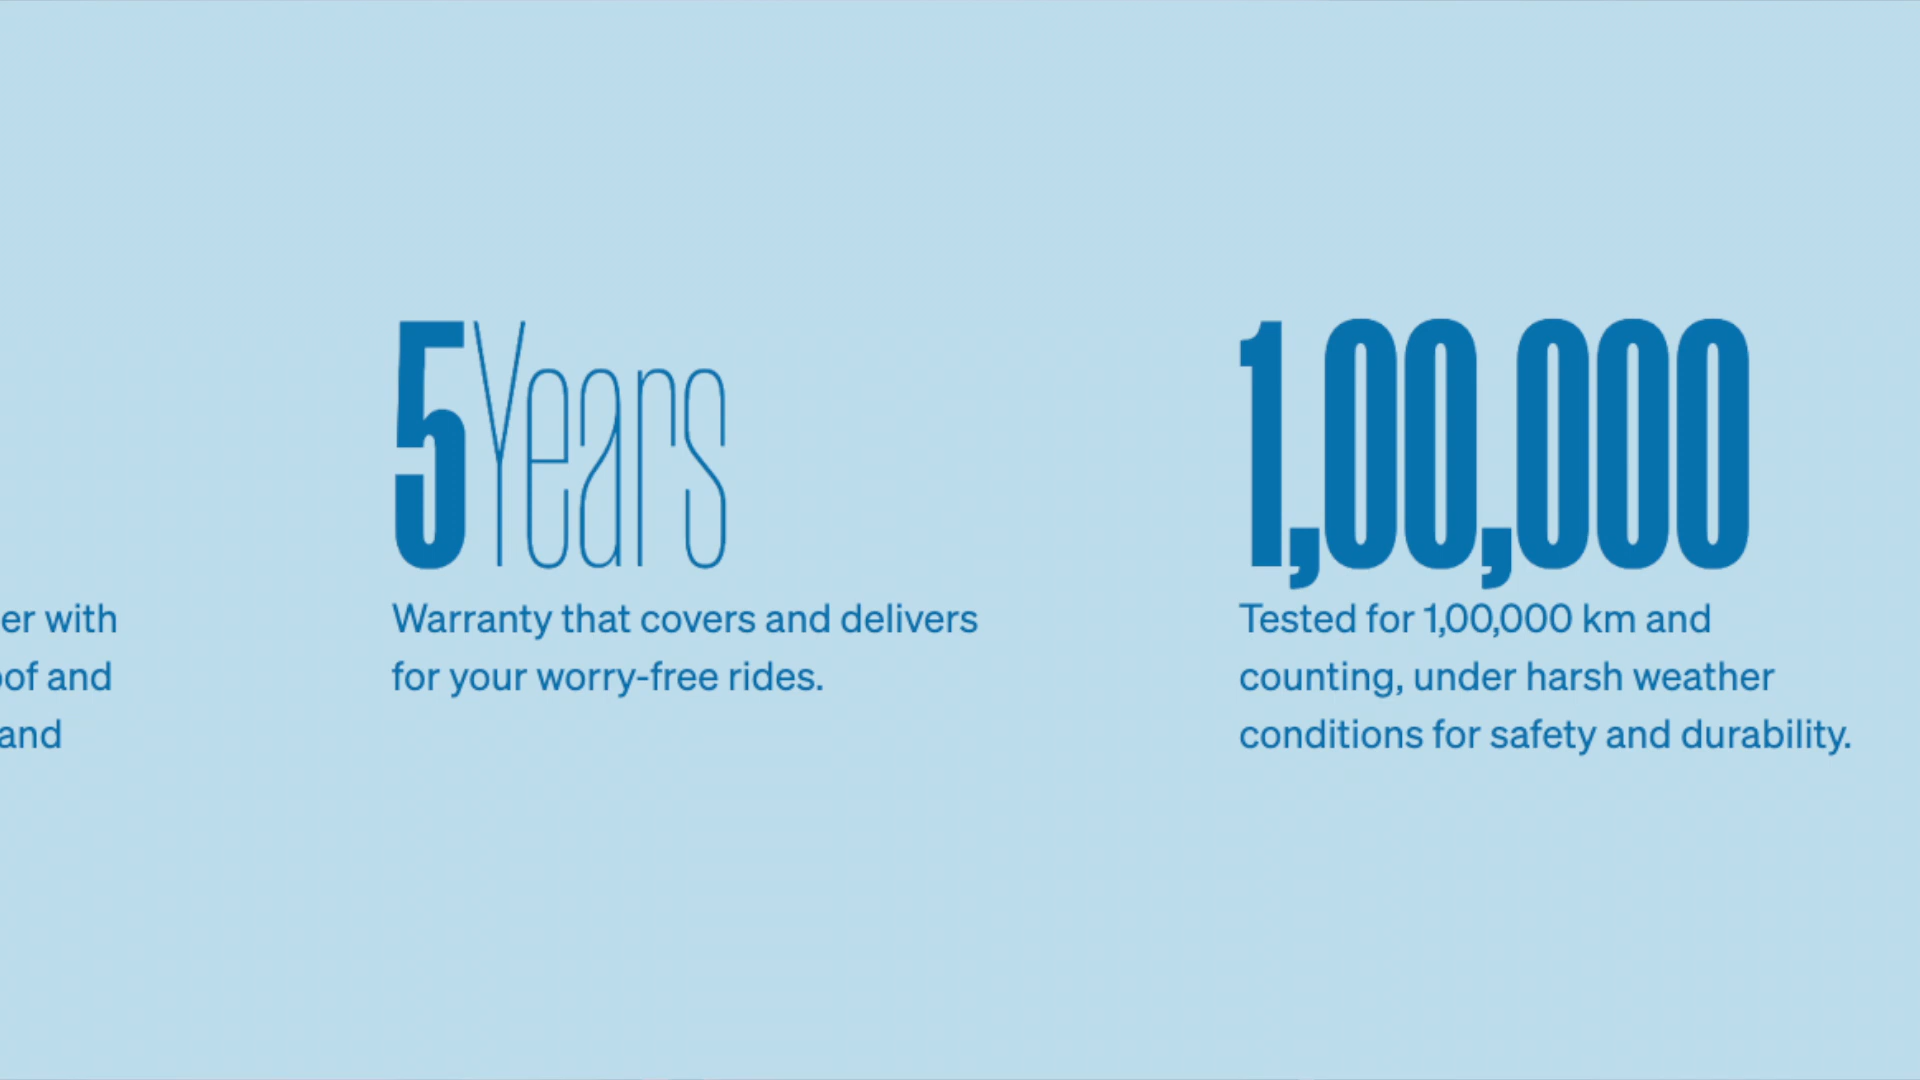 er with
of and
and
5Years
Warranty that covers and delivers
for your worry-free rides.
1,00,000
Tested for 1,00,000 km and
counting, under harsh weather
conditions for safety and durability.